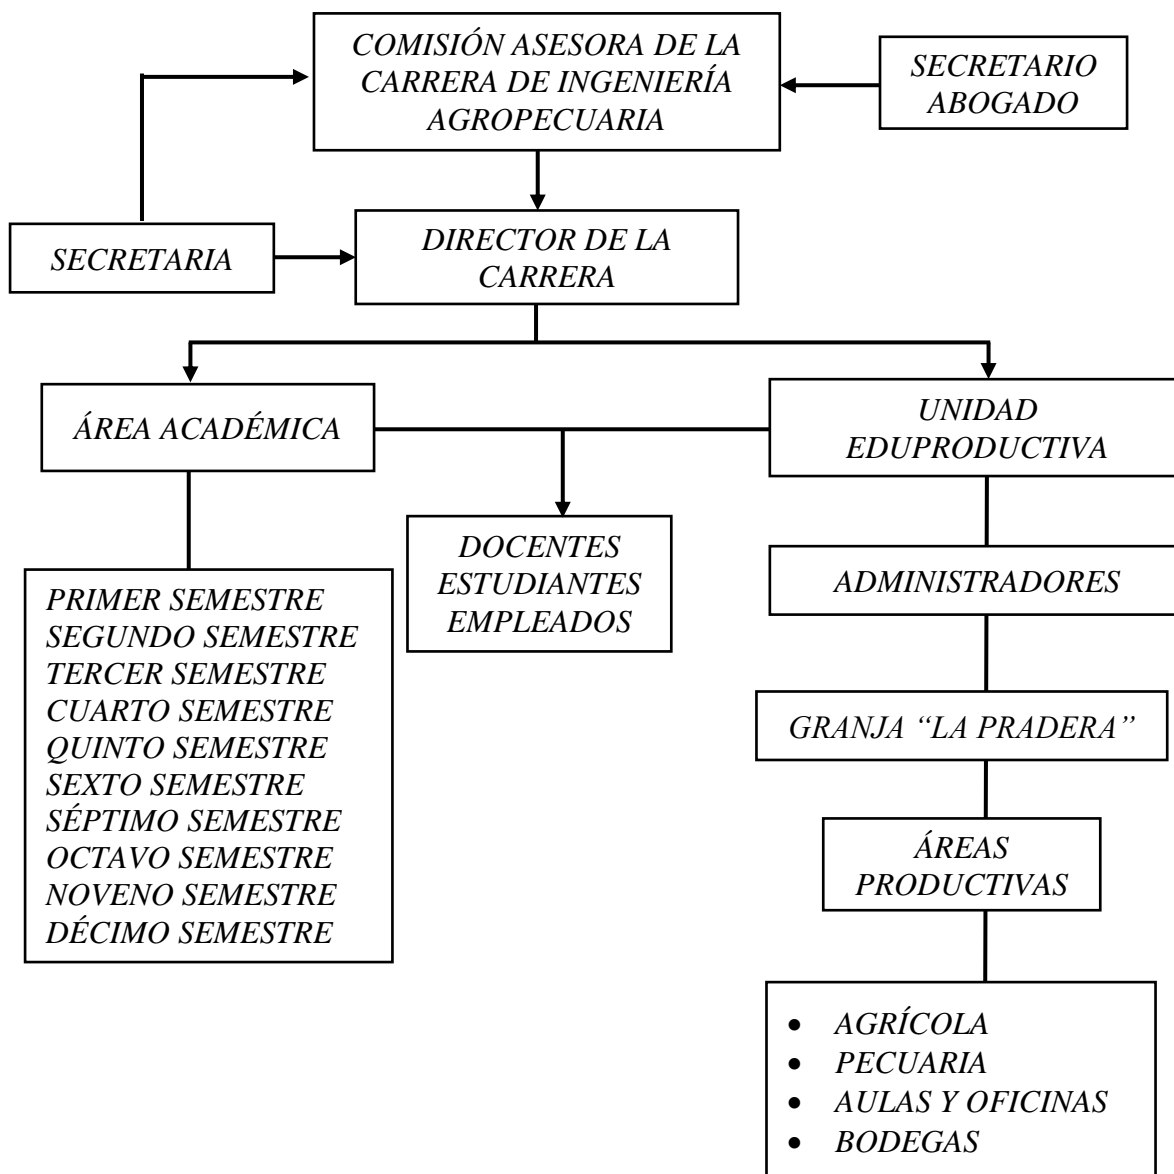 COMISIÓN ASESORA DE LA
CARRERA DE INGENIERÍA
AGROPECUARIA
SECRETARIO
ABOGADO
SECRETARIA
DIRECTOR DE LA
CARRERA
ÁREA ACADÉMICA
UNIDAD
EDUPRODUCTIVA
DOCENTES
ESTUDIANTES
EMPLEADOS
ADMINISTRADORES
PRIMER SEMESTRE
SEGUNDO SEMESTRE
TERCER SEMESTRE
CUARTO SEMESTRE
QUINTO SEMESTRE
SEXTO SEMESTRE
SÉPTIMO SEMESTRE
OCTAVO SEMESTRE
NOVENO SEMESTRE
DÉCIMO SEMESTRE
GRANJA “LA PRADERA”
ÁREAS
PRODUCTIVAS
• AGRÍCOLA
• PECUARIA
• AULAS Y OFICINAS
• BODEGAS